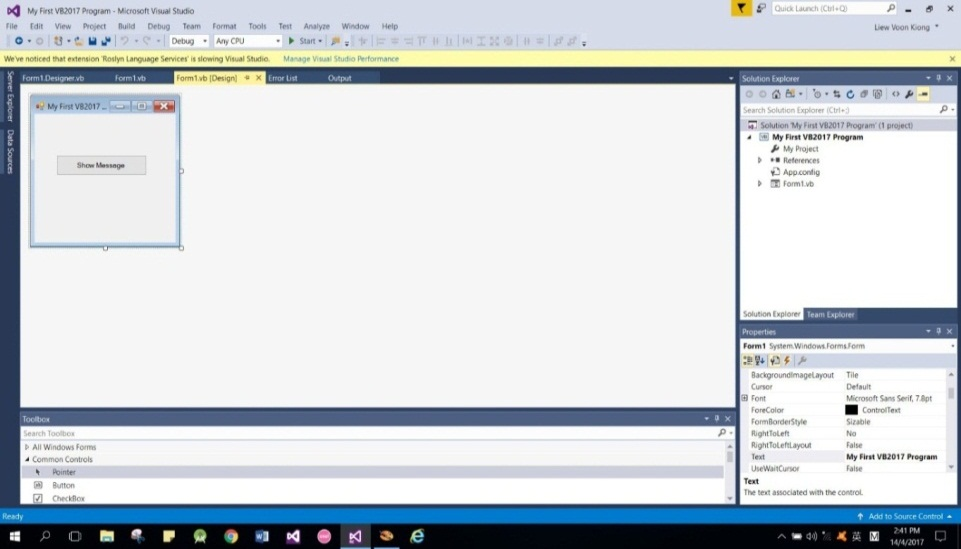 My First VB2017 Program - Microsoft Visual Studio
Quick Launch (Ctrl+Q)
File Edit View Project Build Debug Team Format Tools Test Analyze Window Help
Liew Voon Kiong
Debug Any CPU Start
We've noticed that extension 'Roslyn Language Services' is slowing Visual Studio. Manage Visual Studio Performance
Server Explorer
Data Sources
Form1.Designer.vb Form1.vb Form1.vb [Design] Error List Output
My First VB2017 ...
Show Message
Solution Explorer
Search Solution Explorer (Ctrl+;)
Solution 'My First VB2017 Program' (1 project)
My First VB2017 Program
My Project
References
App.config
Form1.vb
Solution Explorer Team Explorer
Properties
Form1 System.Windows.Forms.Form
BackgroundImageLayout Tile
Cursor Default
Font Microsoft Sans Serif, 7.8pt
ForeColor ControlText
FormBorderStyle Sizable
RightToLeft No
RightToLeftLayout False
Text My First VB2017 Program
UseWaitCursor False
Text
The text associated with the control.
Toolbox
Search Toolbox
All Windows Forms
Common Controls
Pointer
Button
CheckBox
Ready
Add to Source Control
英 M
2:41 PM
14/4/2017